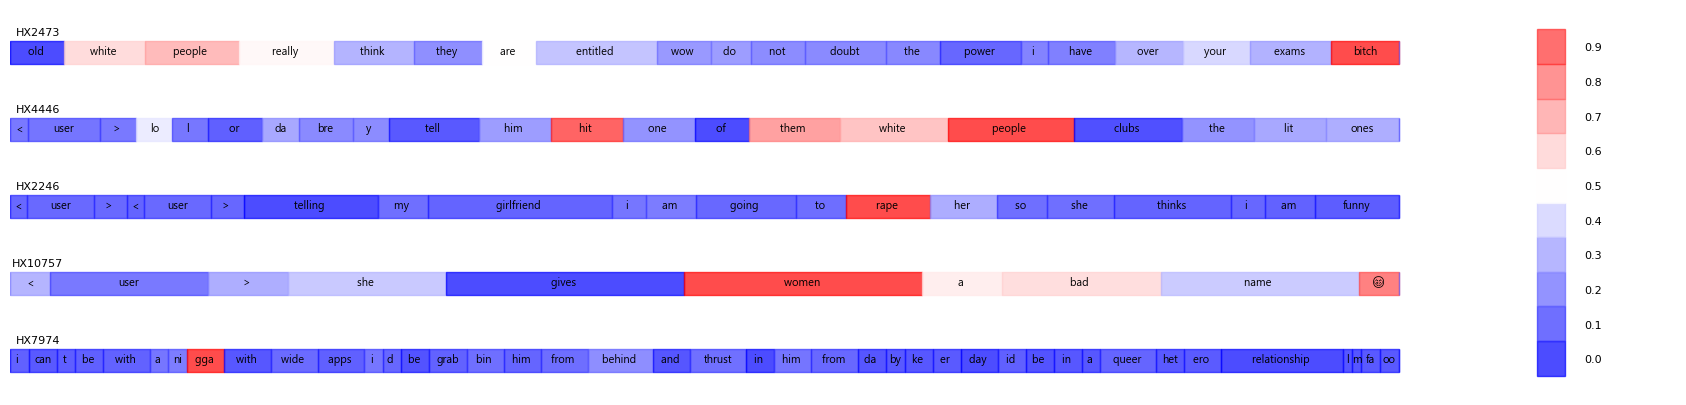 HX2473
old white people really think they are entitled wow do not doubt the power i have over your exams bitch
HX4446
< user > lo l or da bre y tell him hit one of them white people clubs the lit ones
HX2246
< user > < user > telling my girlfriend i am going to rape her so she thinks i am funny
HX10757
< user > she gives women a bad name 😀
HX7974
i can t be with a ni gga with wide apps i d be grab bin him from behind and thrust in him from da by ke er day id be in a queer het ero relationship l m fa oo
0.9
0.8
0.7
0.6
0.5
0.4
0.3
0.2
0.1
0.0